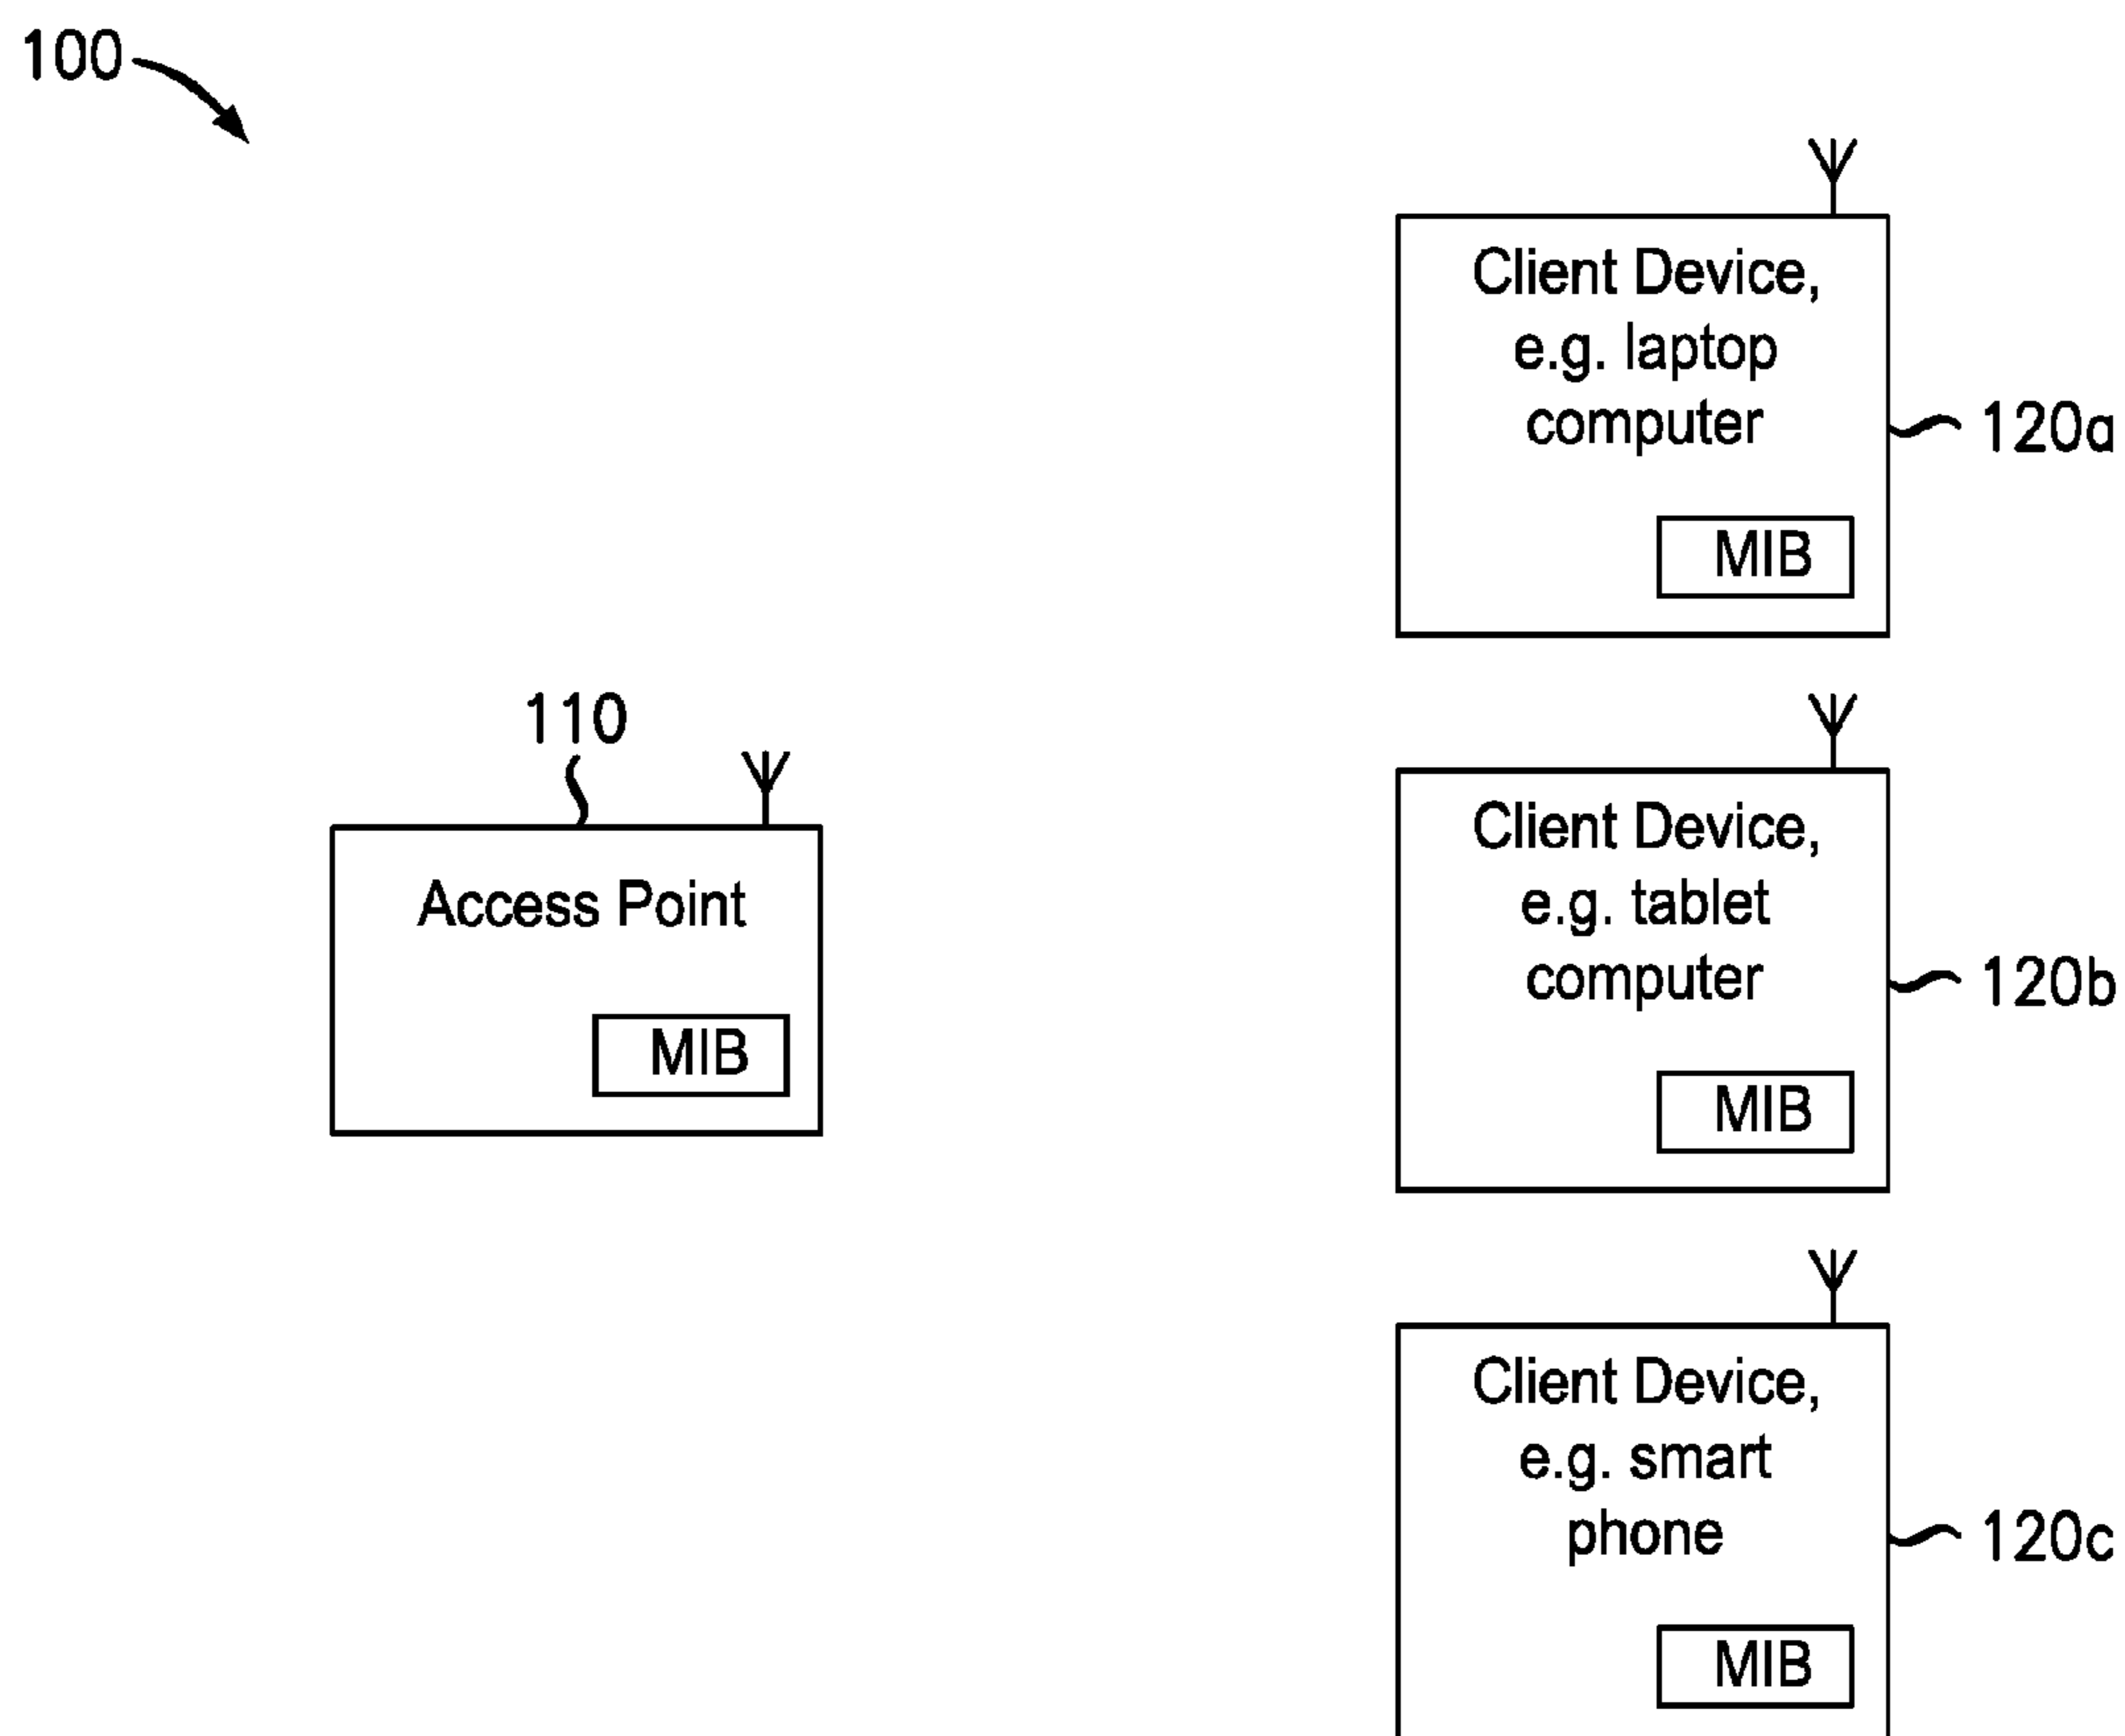 100
Client Device,
e.g. laptop
computer
120a
MIB
110
Access Point
MIB
Client Device,
e.g. tablet
computer
120b
MIB
Client Device,
e.g. smart
phone
120c
MIB